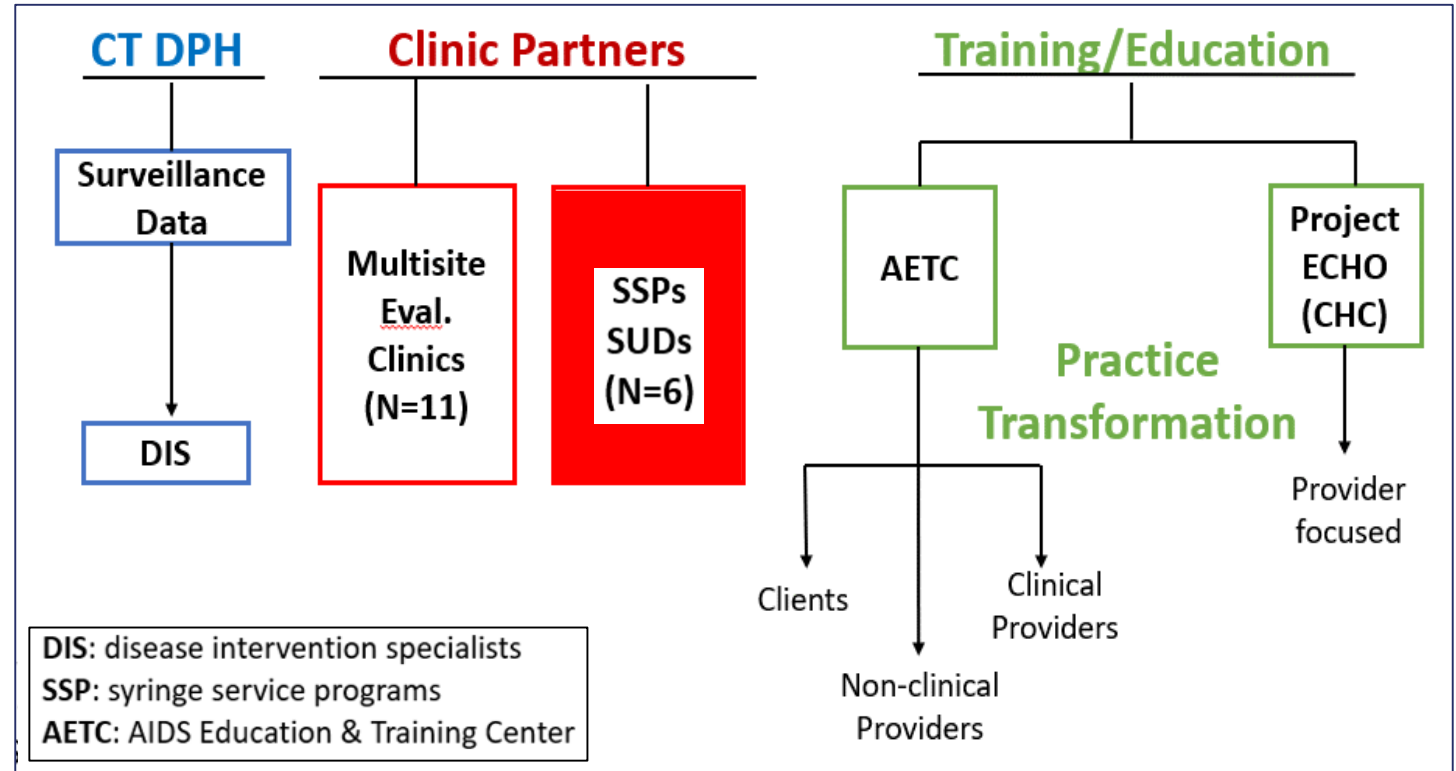 CT DPH
Surveillance
Data
DIS
Clinic Partners
Multisite
Eval.
Clinics
(N=11)
SSPs
SUDs
(N=6)
Training/Education
AETC
Project
ECHO
(CHC)
Practice
Transformation
Clients
Non-clinical
Providers
Clinical
Providers
Provider
focused
DIS: disease intervention specialists
SSP: syringe service programs
AETC: AIDS Education & Training Center